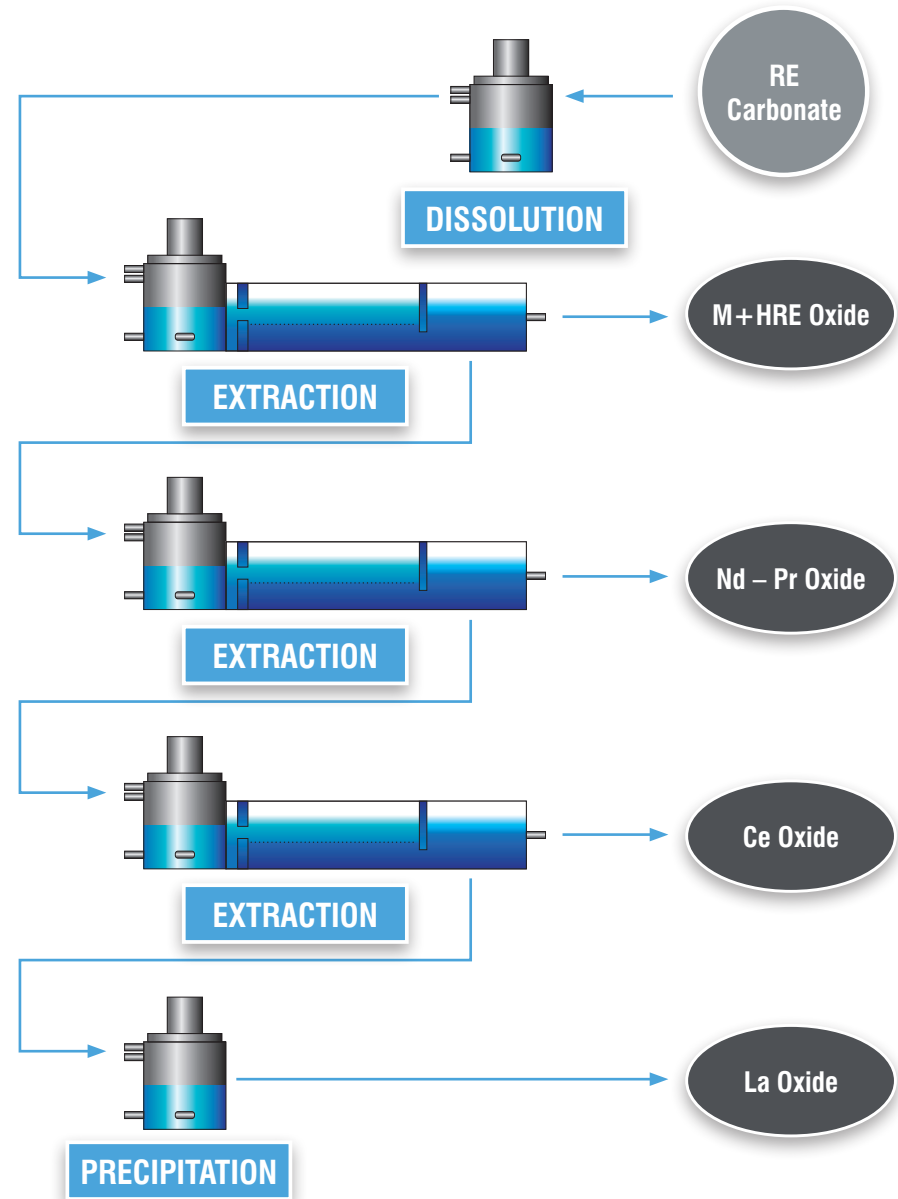 RE
Carbonate
DISSOLUTION
M+HRE Oxide
EXTRACTION
Nd – Pr Oxide
EXTRACTION
Ce Oxide
EXTRACTION
La Oxide
PRECIPITATION